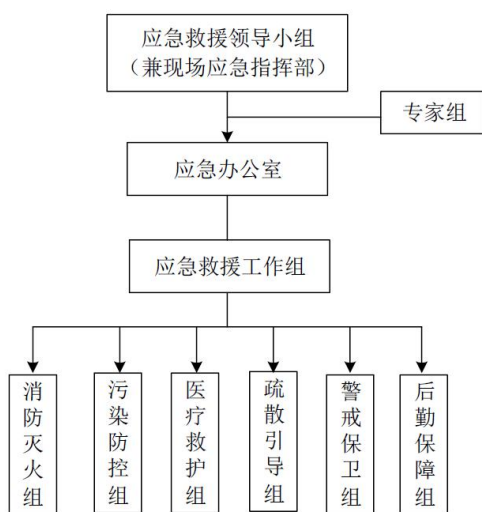 应急救援领导小组
（兼现场应急指挥部）
专家组
应急办公室
应急救援工作组
消防灭火组
污染防控组
医疗救护组
疏散引导组
警戒保卫组
后勤保障组